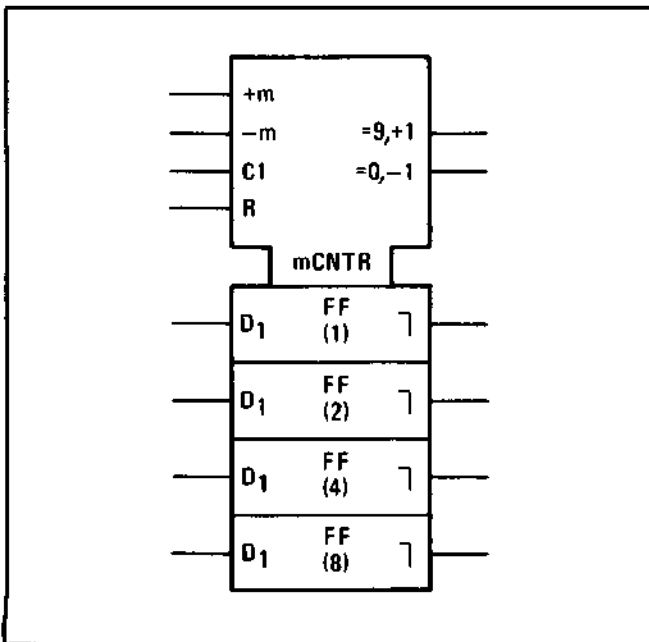 +m
−m =9,+1
C1 =0,−1
R
mCNTR
D1 FF ┐
(1)
D1 FF ┐
(2)
D1 FF ┐
(4)
D1 FF ┐
(8)